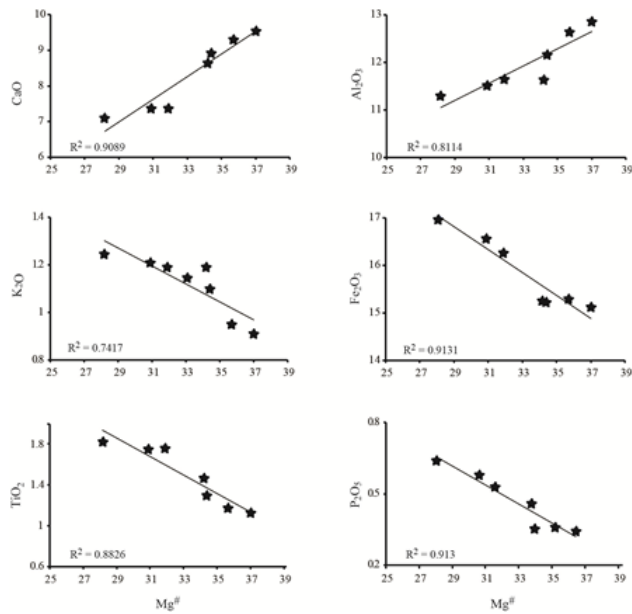 10
9
8
7
6
CaO
R² = 0.9089
25 27 29 31 33 35 37 39
13
12
11
10
Al₂O₃
R² = 0.8114
25 27 29 31 33 35 37 39
1.4
1.2
1
0.8
K₂O
R² = 0.7417
25 27 29 31 33 35 37 39
17
16
15
14
Fe₂O₃
R² = 0.9131
25 27 29 31 33 35 37 39
1.8
1.4
1
0.6
TiO₂
R² = 0.8826
25 27 29 31 33 35 37 39
Mg#
0.8
0.5
0.2
P₂O₅
R² = 0.913
25 27 29 31 33 35 37 39
Mg#